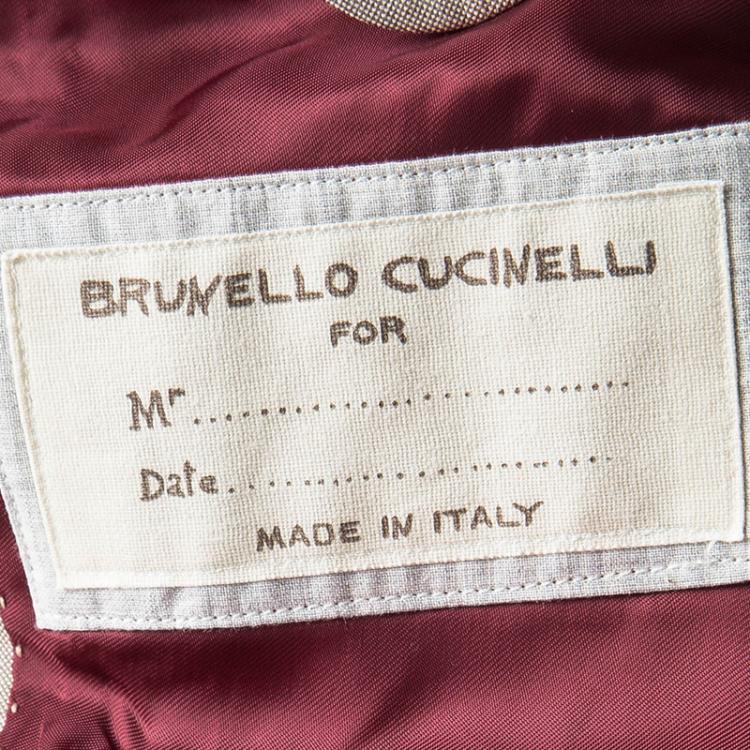 BRUNELLO CUCINELLI
FOR
Mr........................................
Date........................................
MADE IN ITALY